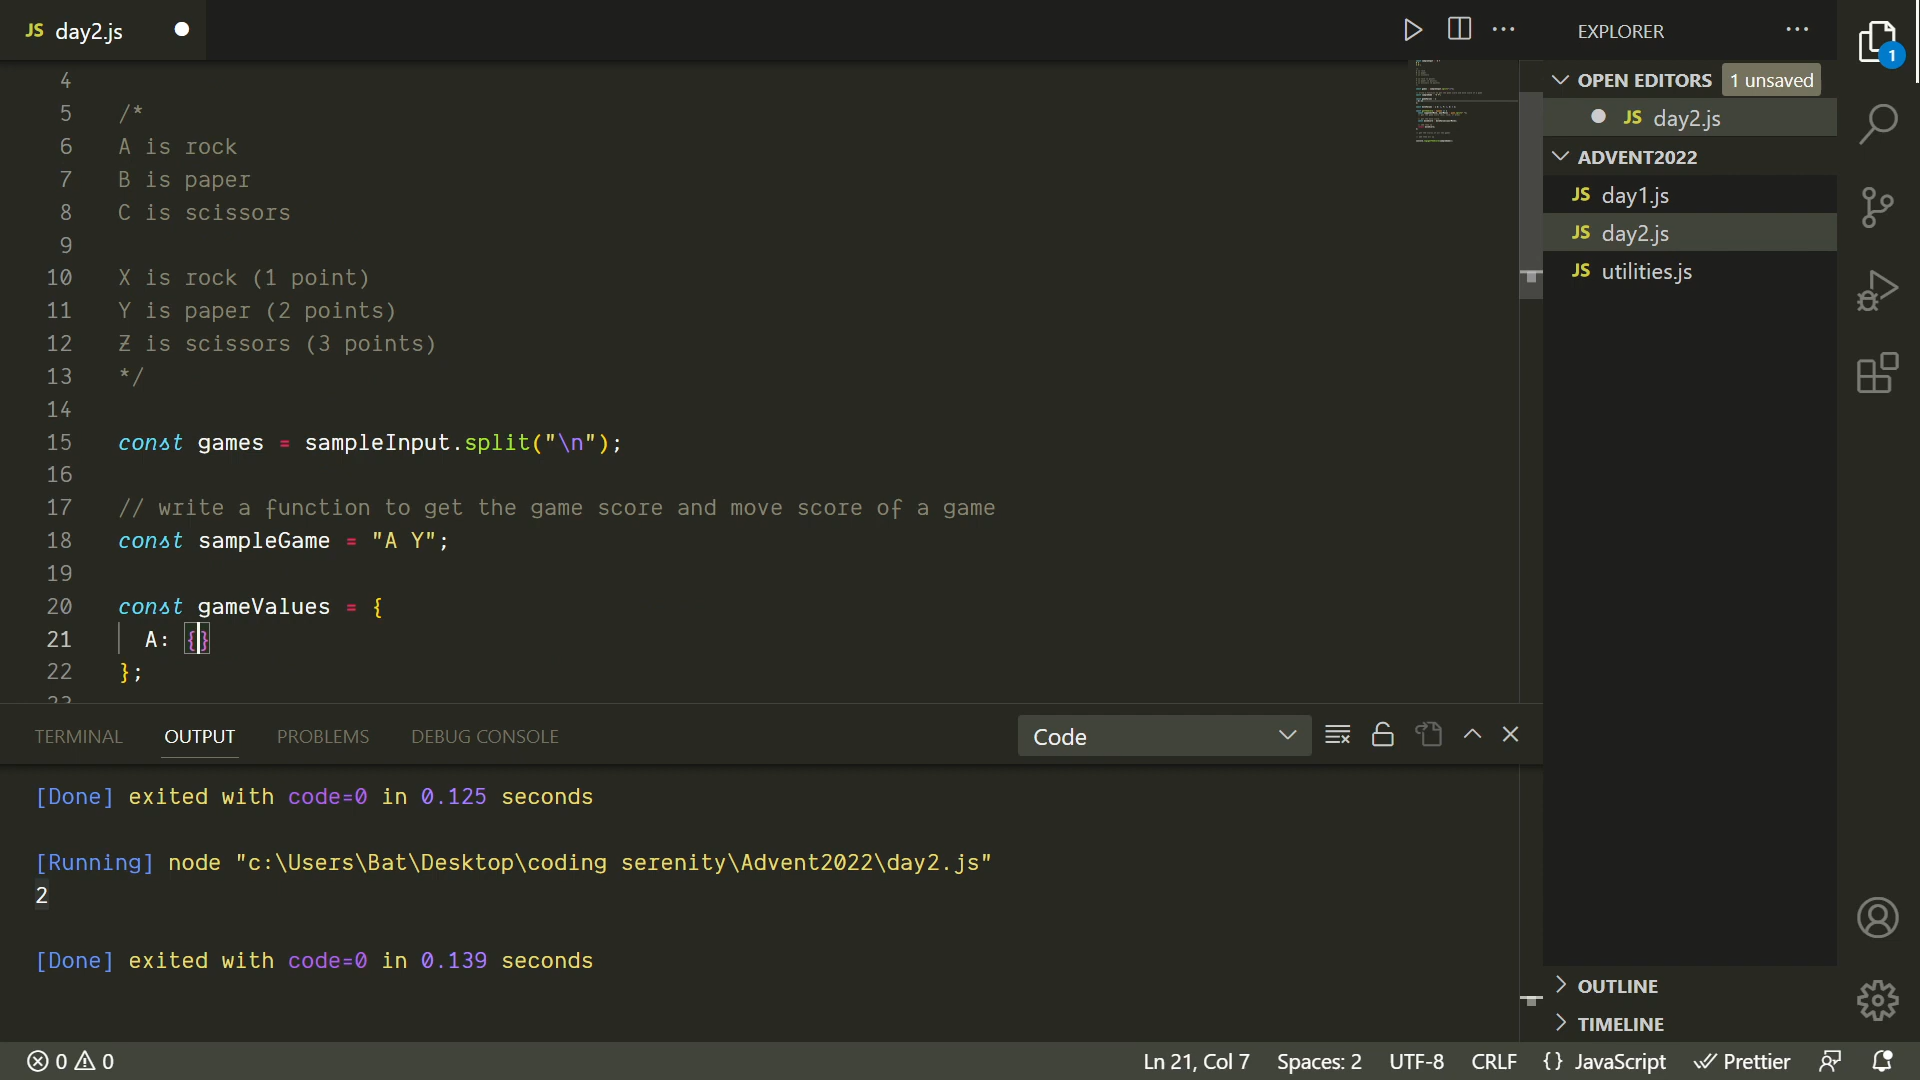 JS day2.js
EXPLORER
OPEN EDITORS 1 unsaved
JS day2.js
ADVENT2022
JS day1.js
JS day2.js
JS utilities.js
1
4
5 /*
6 A is rock
7 B is paper
8 C is scissors
9
10 X is rock (1 point)
11 Y is paper (2 points)
12 Z is scissors (3 points)
13 */
14
15 const games = sampleInput.split("\n");
16
17 // write a function to get the game score and move score of a game
18 const sampleGame = "A Y";
19
20 const gameValues = {
21 A: {}
22 };
23
TERMINAL OUTPUT PROBLEMS DEBUG CONSOLE Code
[Done] exited with code=0 in 0.125 seconds
[Running] node "c:\Users\Bat\Desktop\coding serenity\Advent2022\day2.js"
2
[Done] exited with code=0 in 0.139 seconds
OUTLINE
TIMELINE
0 0 Ln 21, Col 7 Spaces: 2 UTF-8 CRLF {} JavaScript Prettier